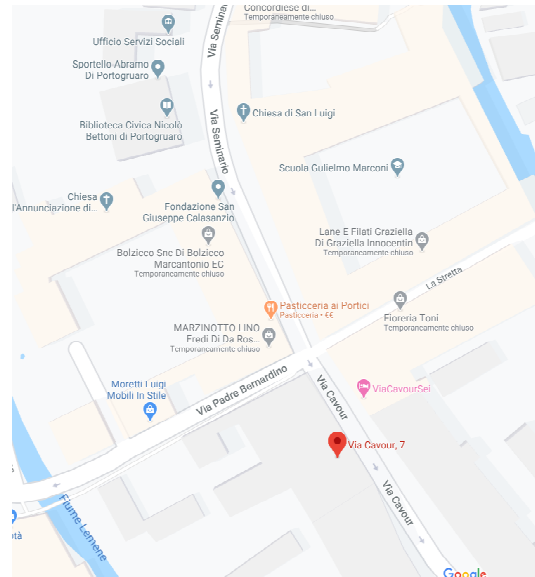 Concordiese di...
Temporaneamente chiuso
Via Seminario
Ufficio Servizi Sociali
Sportello Abramo
Di Portogruaro
Biblioteca Civica Nicolò
Bettoni di Portogruaro
Via Seminario
Chiesa di San Luigi
Scuola Gulielmo Marconi
Chiesa
l'Annunciazione di...
Fondazione San
Giuseppe Calasanzio
Bolzicco Snc Di Bolzicco
Marcantonio EC
Temporaneamente chiuso
Lane E Filati Graziella
Di Graziella Innocentin
Temporaneamente chiuso
La Stretta
Pasticceria ai Portici
Pasticceria • €€
Fioreria Toni
Temporaneamente chiuso
MARZINOTTO LINO
Eredi Di Da Ros...
Temporaneamente chiuso
Moretti Luigi
Mobili In Stile
Via Padre Bernardino
Via Cavour
ViaCavourSei
Via Cavour, 7
Via Cavour
Fiume Lemene
otà
Google